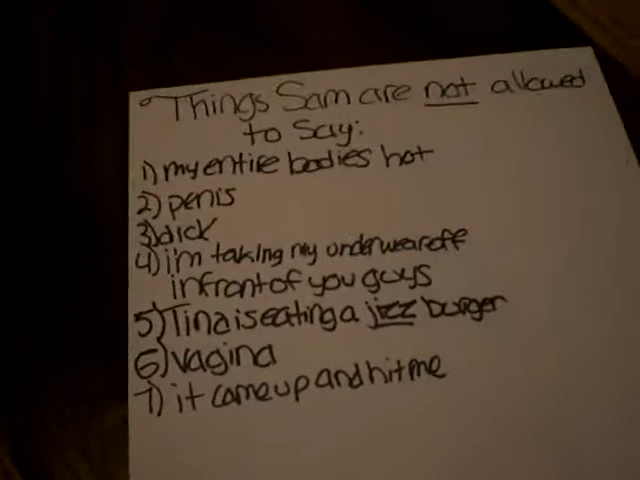 Things Sam are not allowed
to say:
1) my entire bodies hot
2) penis
3) dick
4) i'm taking my underwear off
in front of you guys
5) Tina is eating a jizz burger
6) vagina
7) it came up and hit me